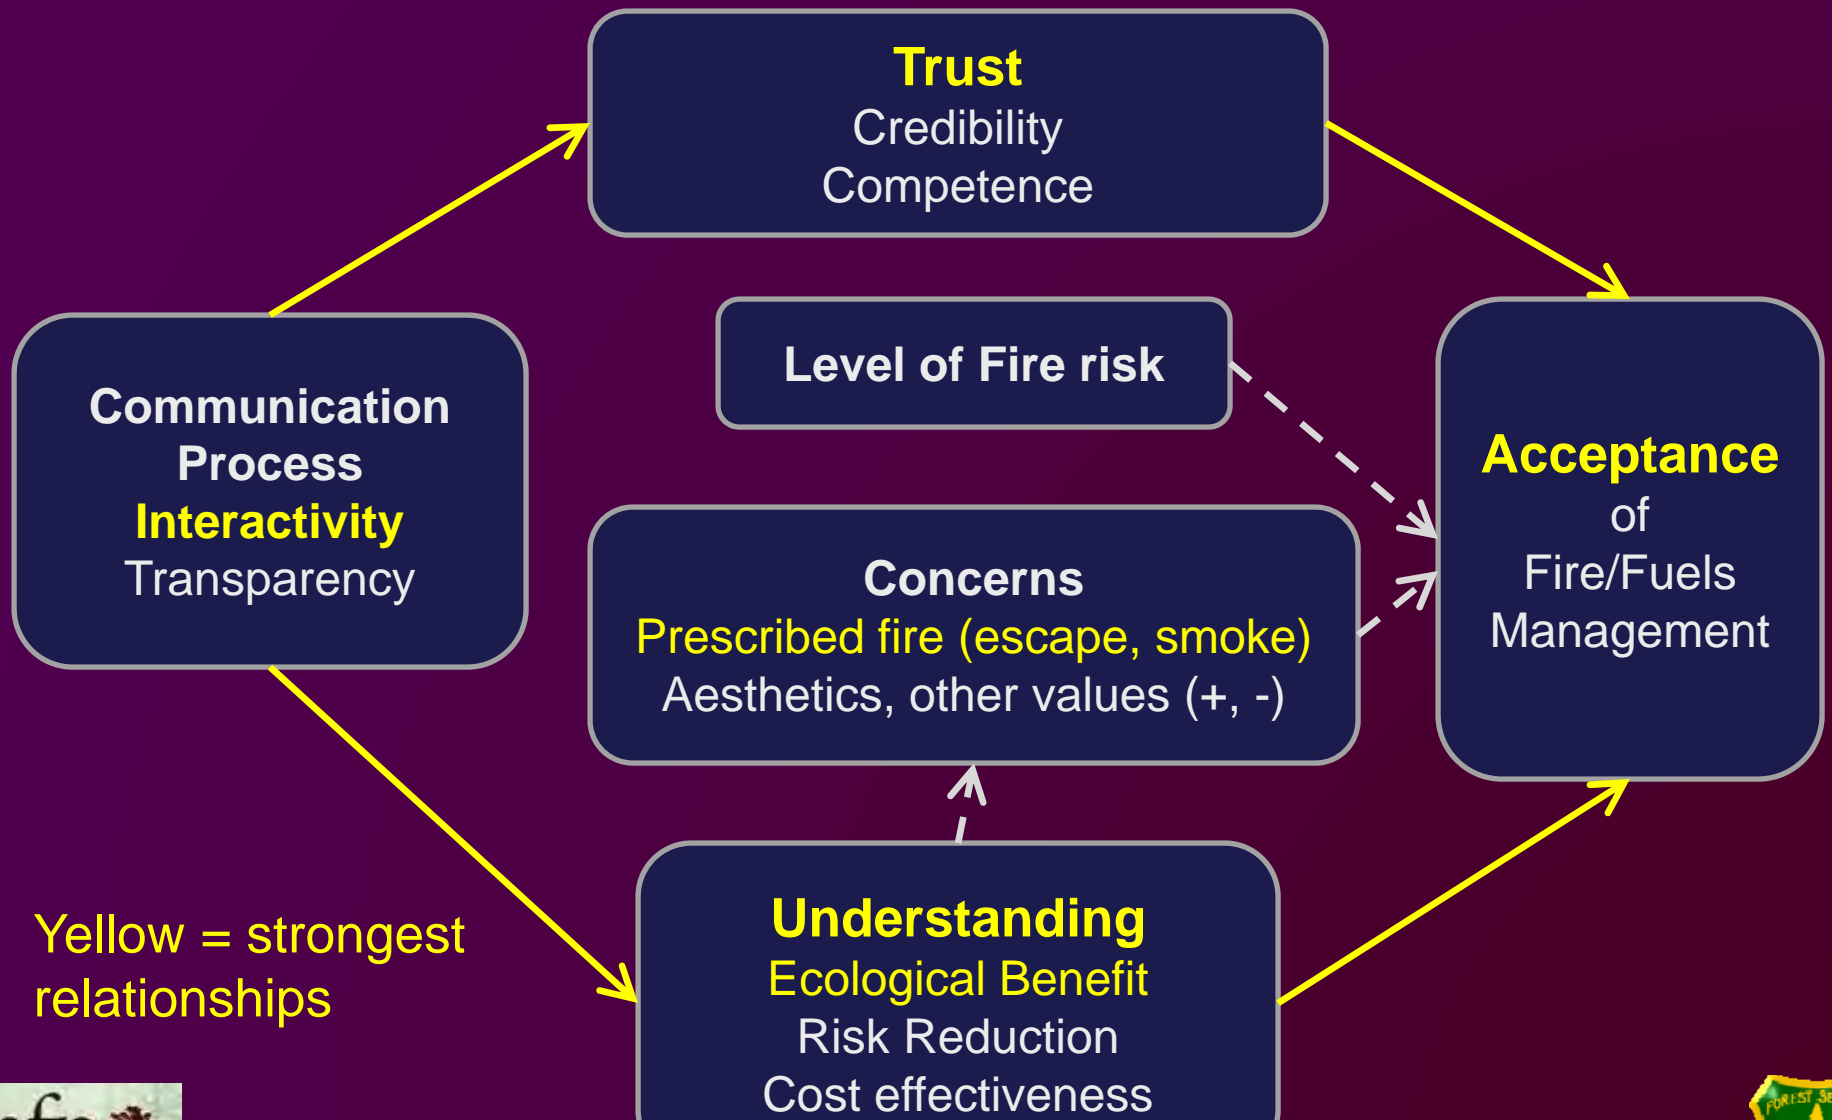 Trust
Credibility
Competence
Level of Fire risk
Communication
Process
Interactivity
Transparency
Acceptance
of
Fire/Fuels
Management
Concerns
Prescribed fire (escape, smoke)
Aesthetics, other values (+, -)
Yellow = strongest
relationships
Understanding
Ecological Benefit
Risk Reduction
Cost effectiveness